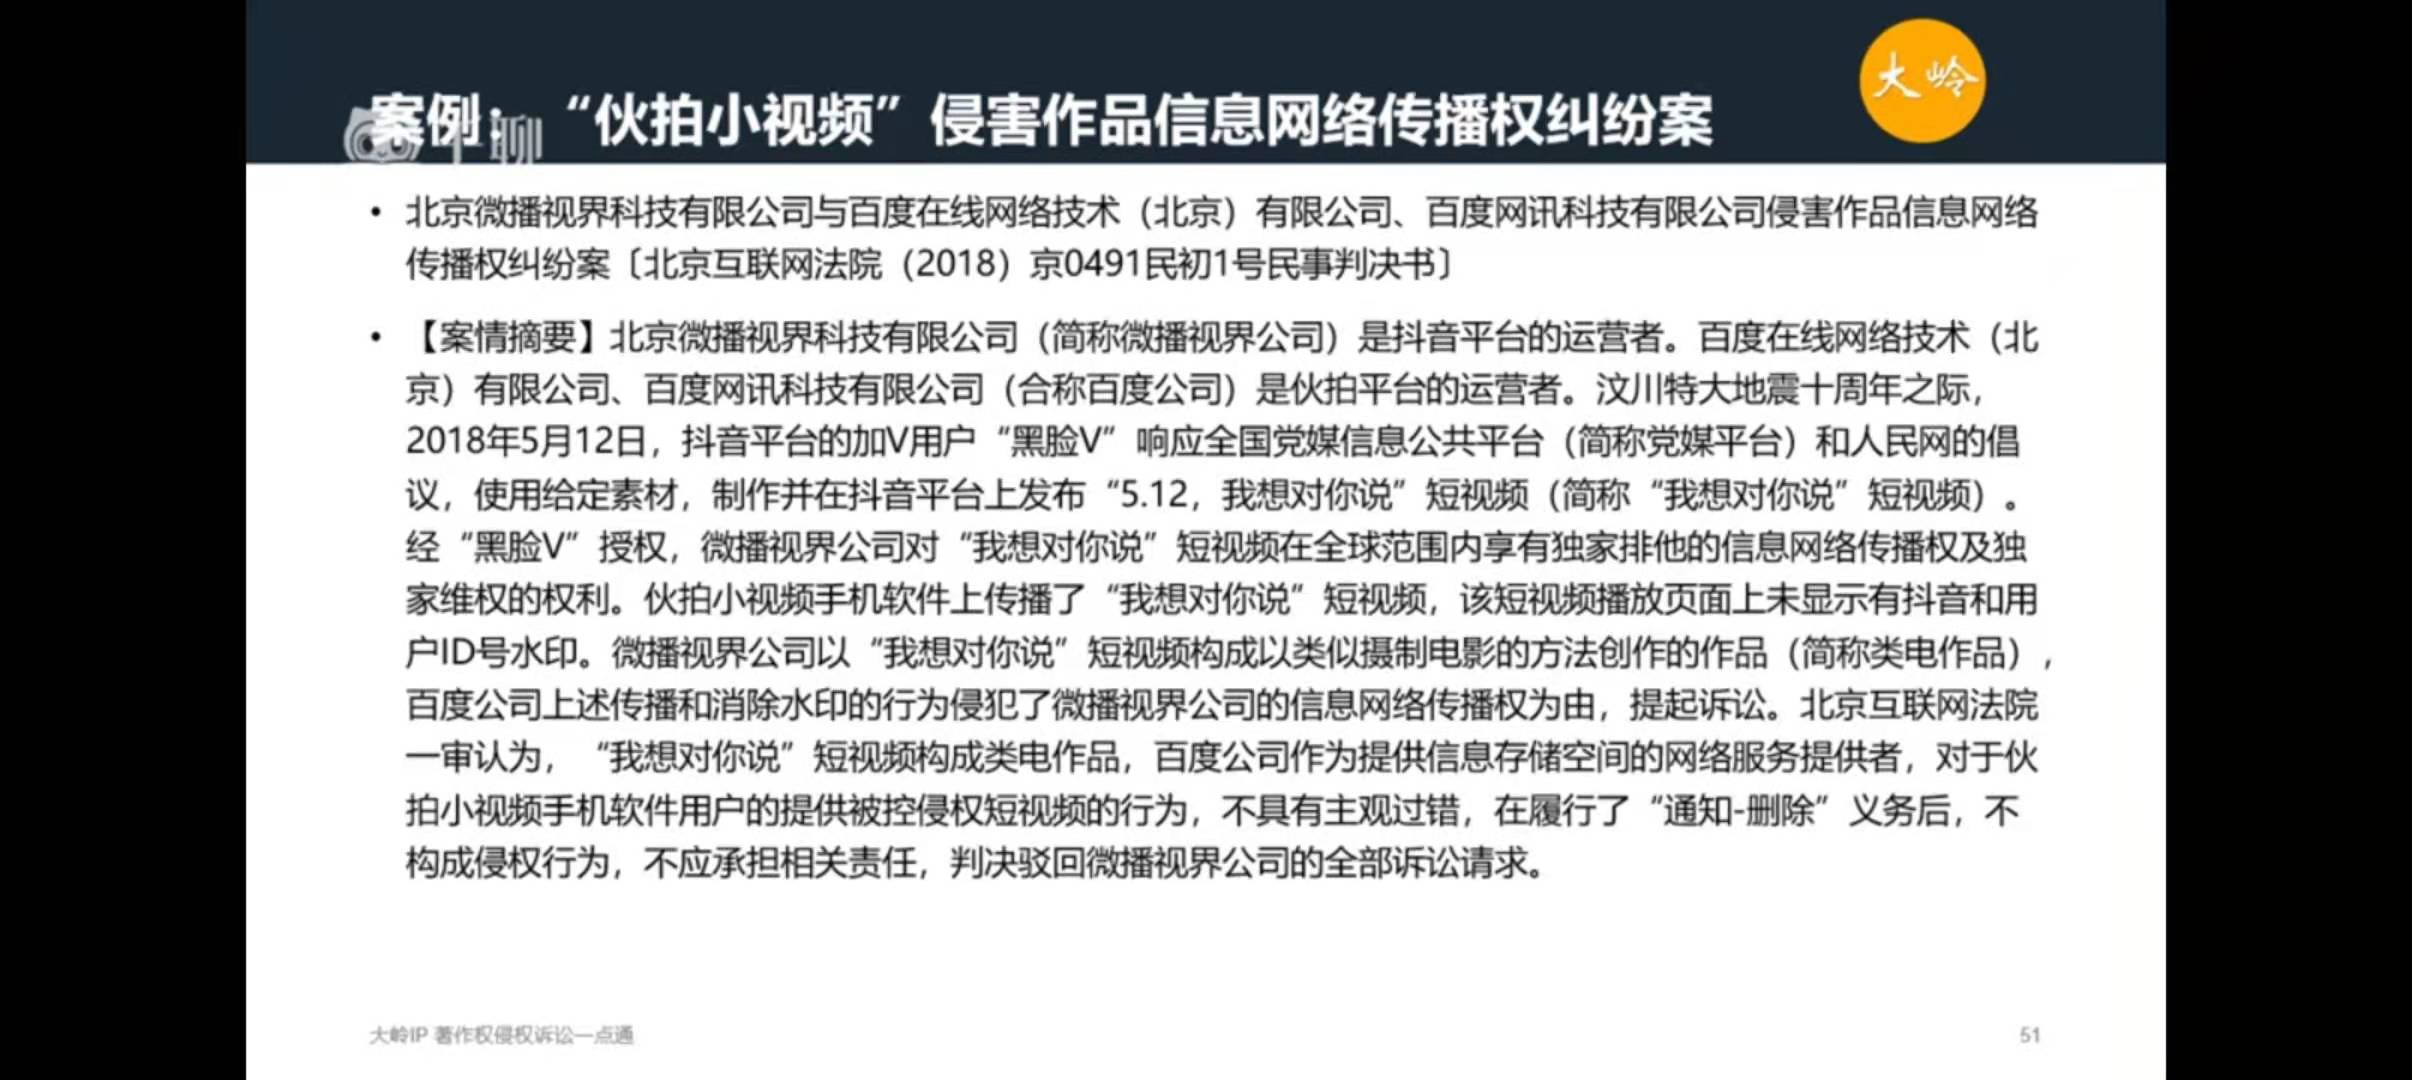 大岭
案例：“伙拍小视频”侵害作品信息网络传播权纠纷案
• 北京微播视界科技有限公司与百度在线网络技术（北京）有限公司、百度网讯科技有限公司侵害作品信息网络
传播权纠纷案〔北京互联网法院（2018）京0491民初1号民事判决书〕
• 【案情摘要】北京微播视界科技有限公司（简称微播视界公司）是抖音平台的运营者。百度在线网络技术（北
京）有限公司、百度网讯科技有限公司（合称百度公司）是伙拍平台的运营者。汶川特大地震十周年之际，
2018年5月12日，抖音平台的加V用户“黑脸V”响应全国党媒信息公共平台（简称党媒平台）和人民网的倡
议，使用给定素材，制作并在抖音平台上发布“5.12，我想对你说”短视频（简称“我想对你说”短视频）。
经“黑脸V”授权，微播视界公司对“我想对你说”短视频在全球范围内享有独家排他的信息网络传播权及独
家维权的权利。伙拍小视频手机软件上传播了“我想对你说”短视频，该短视频播放页面上未显示有抖音和用
户ID号水印。微播视界公司以“我想对你说”短视频构成以类似摄制电影的方法创作的作品（简称类电作品），
百度公司上述传播和消除水印的行为侵犯了微播视界公司的信息网络传播权为由，提起诉讼。北京互联网法院
一审认为，“我想对你说”短视频构成类电作品，百度公司作为提供信息存储空间的网络服务提供者，对于伙
拍小视频手机软件用户的提供被控侵权短视频的行为，不具有主观过错，在履行了“通知-删除”义务后，不
构成侵权行为，不应承担相关责任，判决驳回微播视界公司的全部诉讼请求。
大岭IP 著作权侵权诉讼一点通
51